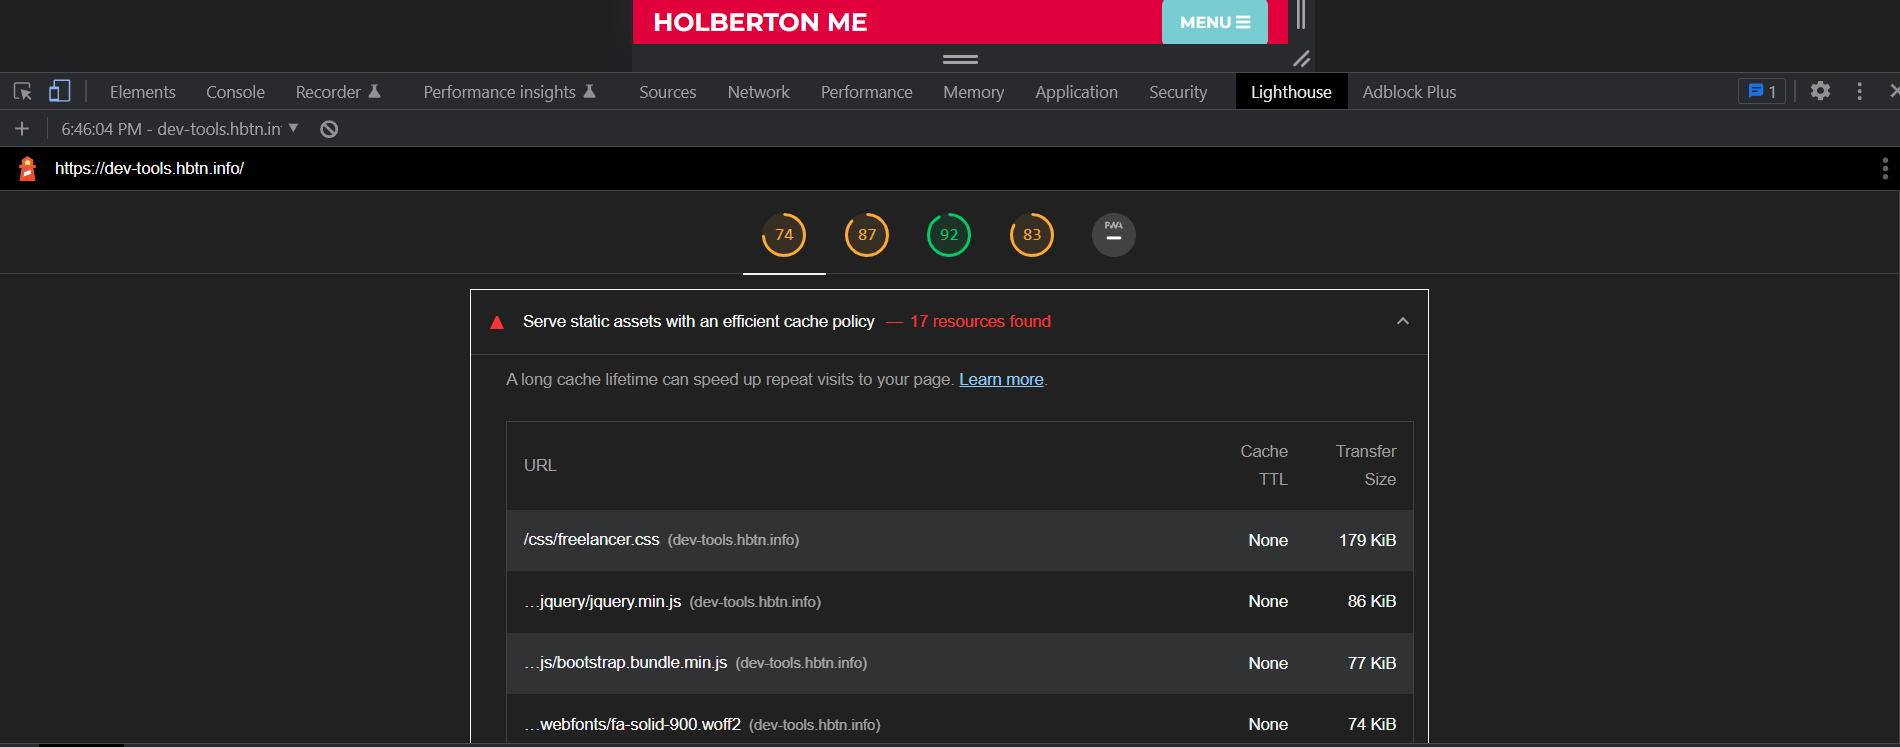 HOLBERTON ME
MENU
Elements Console Recorder Performance insights Sources Network Performance Memory Application Security Lighthouse Adblock Plus 1
6:46:04 PM - dev-tools.hbtn.in
https://dev-tools.hbtn.info/
74 87 92 83 PWA
Serve static assets with an efficient cache policy — 17 resources found
A long cache lifetime can speed up repeat visits to your page. Learn more.
URL Cache TTL Transfer Size
/css/freelancer.css (dev-tools.hbtn.info) None 179 KiB
…jquery/jquery.min.js (dev-tools.hbtn.info) None 86 KiB
…js/bootstrap.bundle.min.js (dev-tools.hbtn.info) None 77 KiB
…webfonts/fa-solid-900.woff2 (dev-tools.hbtn.info) None 74 KiB